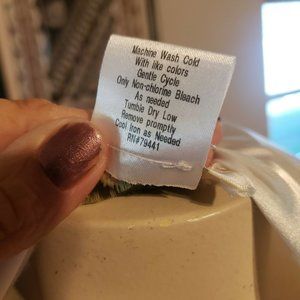 Machine Wash Cold
With like colors
Gentle Cycle
Only Non-chlorine Bleach
As needed
Tumble Dry Low
Remove promptly
Cool Iron as Needed
RN#79441